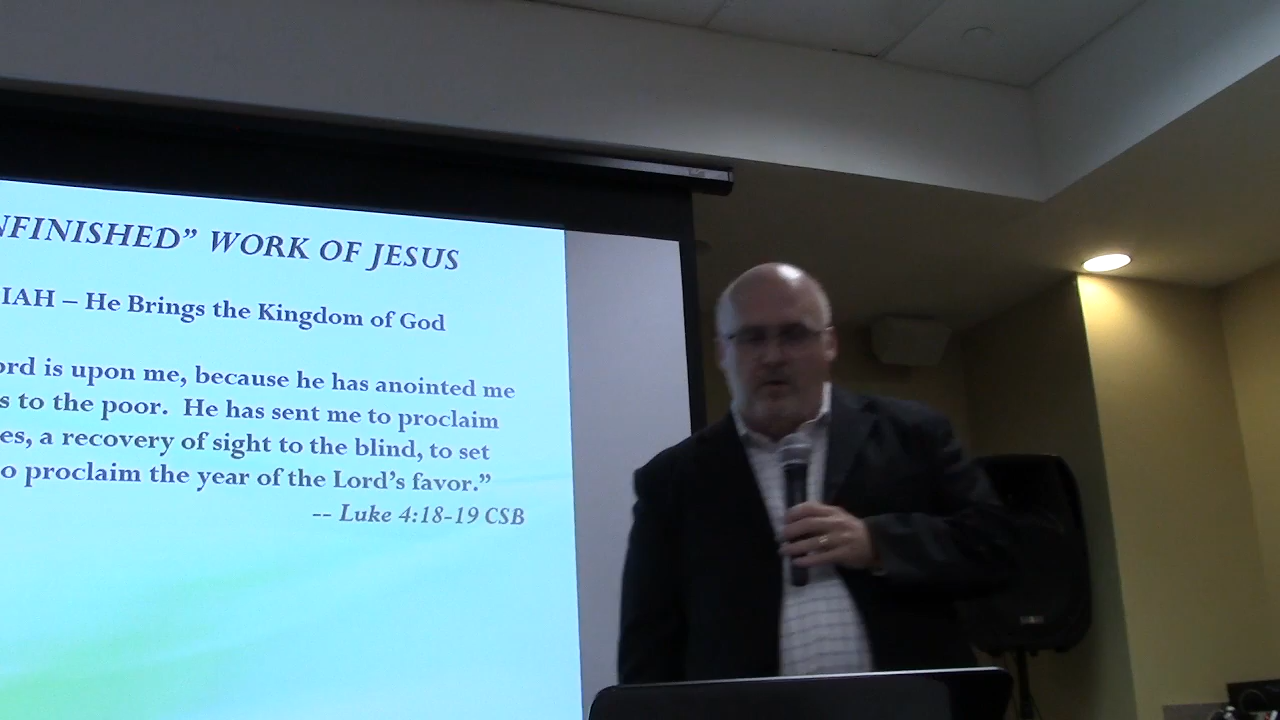 NFINISHED” WORK OF JESUS
IAH – He Brings the Kingdom of God
ord is upon me, because he has anointed me
s to the poor. He has sent me to proclaim
es, a recovery of sight to the blind, to set
o proclaim the year of the Lord’s favor.”
-- Luke 4:18-19 CSB